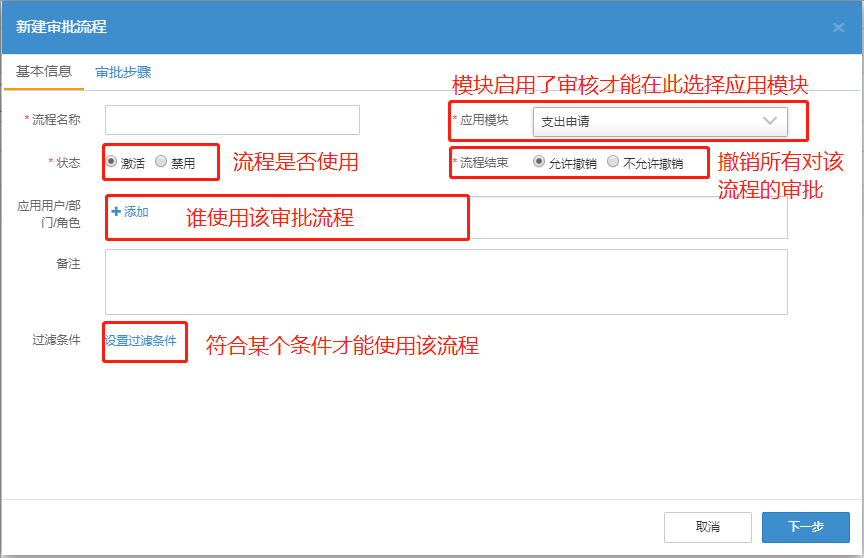 新建审批流程
×
基本信息 审批步骤
模块启用了审核才能在此选择应用模块
* 流程名称 * 应用模块 支出申请
* 状态 激活 禁用 流程是否使用 * 流程结束 允许撤销 不允许撤销 撤销所有对该
流程的审批
应用用户/部
门/角色
+ 添加 谁使用该审批流程
备注
过滤条件 设置过滤条件 符合某个条件才能使用该流程
取消 下一步